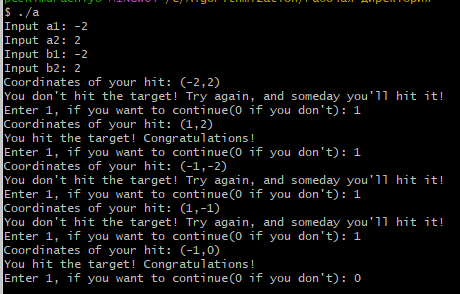 $ ./a
Input a1: -2
Input a2: 2
Input b1: -2
Input b2: 2
Coordinates of your hit: (-2,2)
You don't hit the target! Try again, and someday you'll hit it!
Enter 1, if you want to continue(0 if you don't): 1
Coordinates of your hit: (1,2)
You hit the target! Congratulations!
Enter 1, if you want to continue(0 if you don't): 1
Coordinates of your hit: (-1,-2)
You don't hit the target! Try again, and someday you'll hit it!
Enter 1, if you want to continue(0 if you don't): 1
Coordinates of your hit: (1,-1)
You don't hit the target! Try again, and someday you'll hit it!
Enter 1, if you want to continue(0 if you don't): 1
Coordinates of your hit: (-1,0)
You hit the target! Congratulations!
Enter 1, if you want to continue(0 if you don't): 0